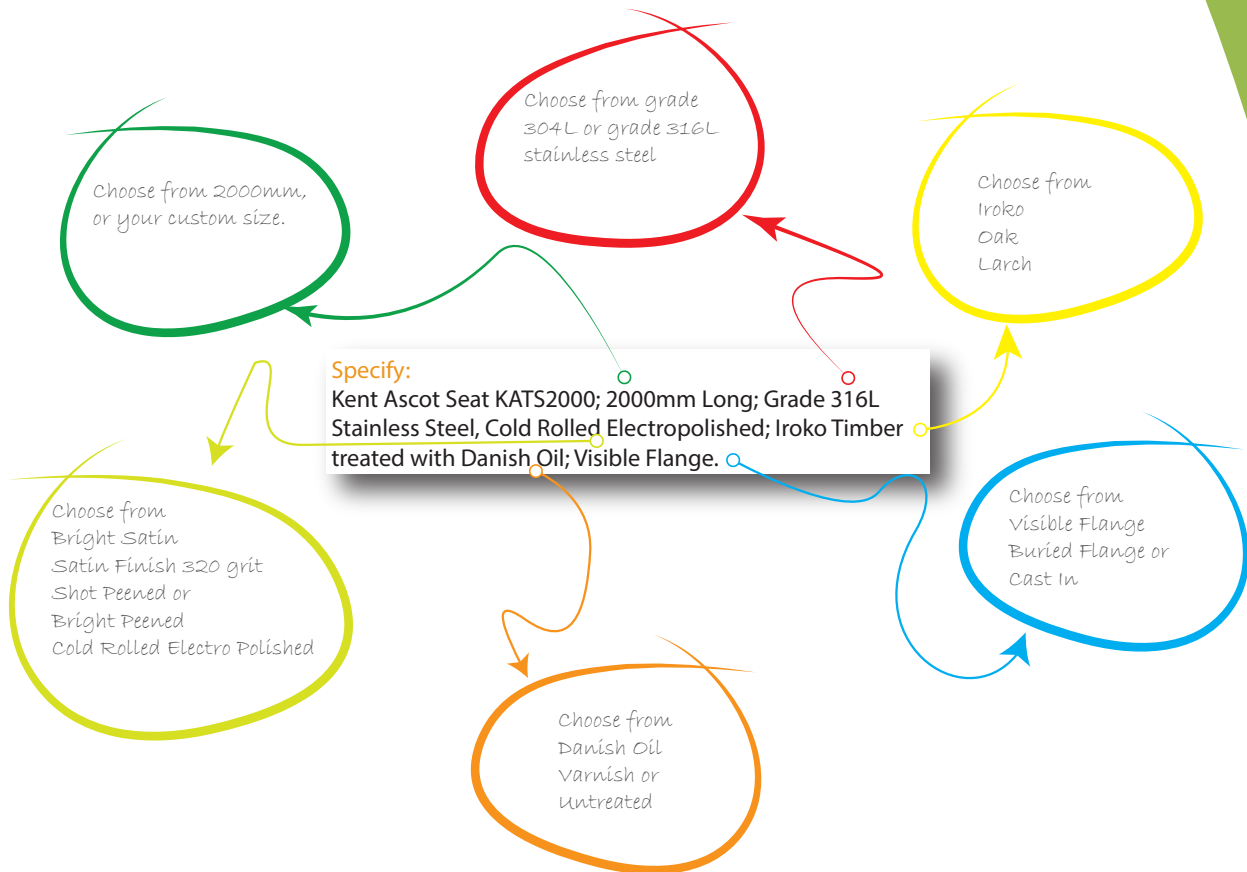 Choose from grade
304L or grade 316L
stainless steel
Choose from 2000mm,
or your custom size.
Choose from
Iroko
Oak
Larch
Specify:
Kent Ascot Seat KATS2000; 2000mm Long; Grade 316L
Stainless Steel, Cold Rolled Electropolished; Iroko Timber
treated with Danish Oil; Visible Flange.
Choose from
Bright Satin
Satin Finish 320 grit
Shot Peened or
Bright Peened
Cold Rolled Electro Polished
Choose from
Visible Flange
Buried Flange or
Cast In
Choose from
Danish Oil
Varnish or
Untreated